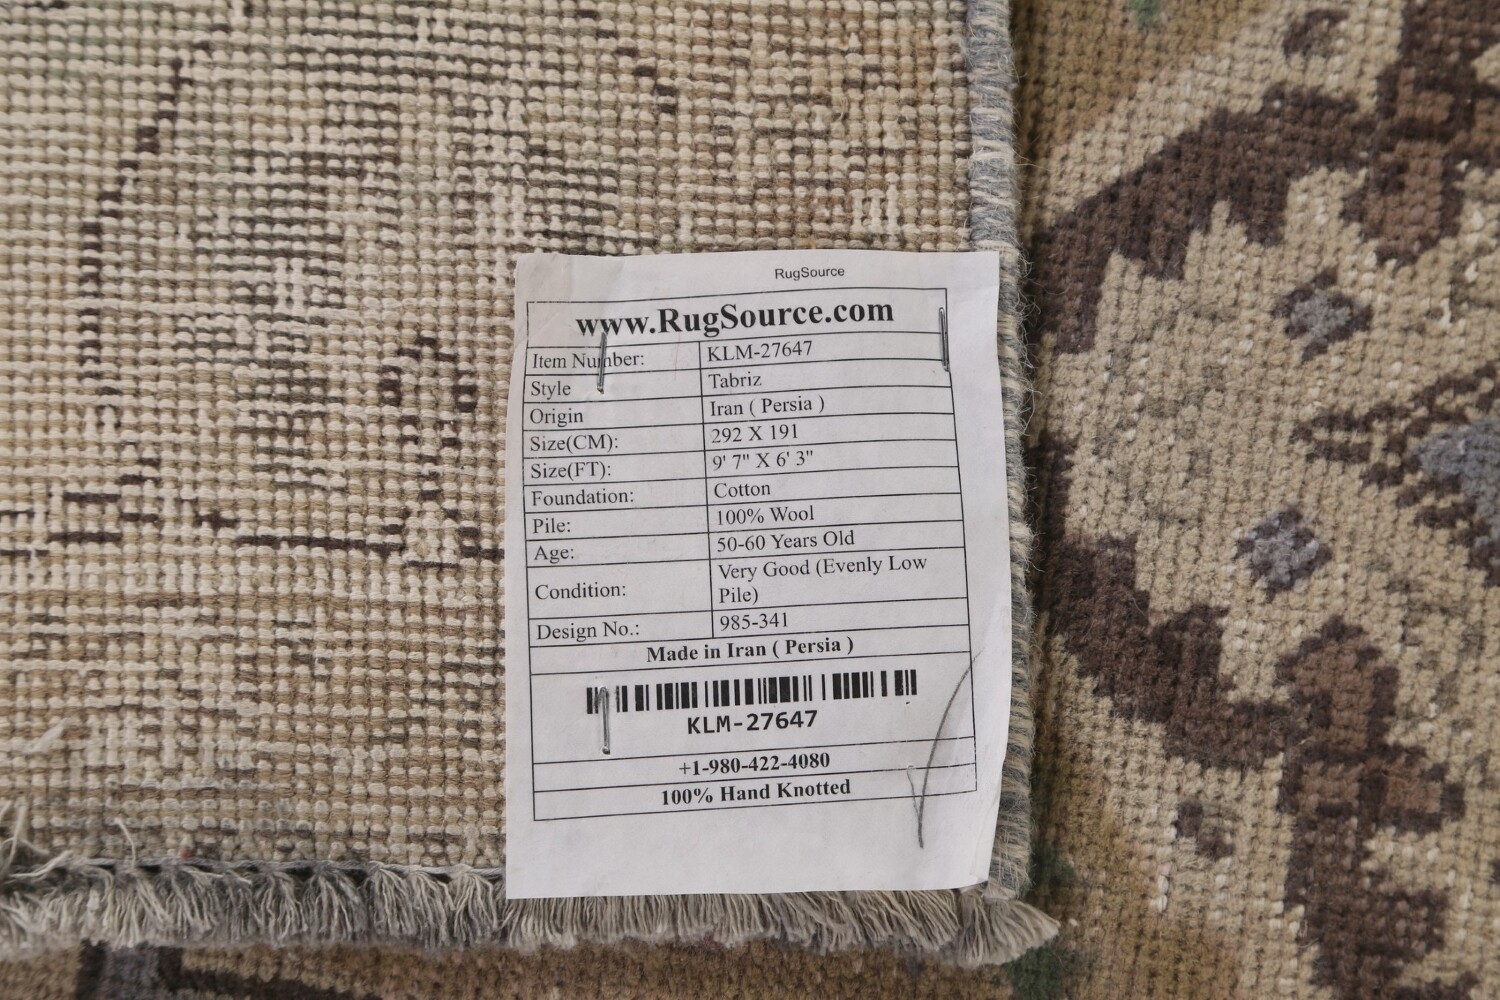 RugSource
www.RugSource.com
Item Number: KLM-27647
Style Tabriz
Origin Iran ( Persia )
Size(CM): 292 X 191
Size(FT): 9' 7" X 6' 3"
Foundation: Cotton
Pile: 100% Wool
Age: 50-60 Years Old
Condition: Very Good (Evenly Low
Pile)
Design No.: 985-341
Made in Iran ( Persia )
KLM-27647
+1-980-422-4080
100% Hand Knotted